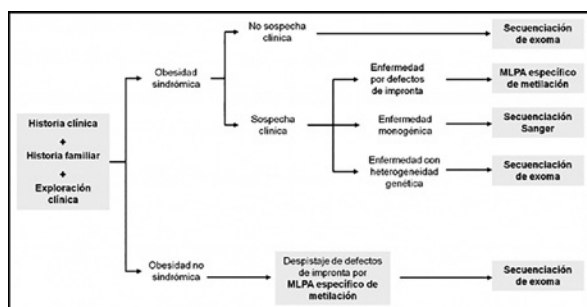 No sospecha
clínica
Secuenciación
de exoma
Obesidad
sindrómica
Enfermedad
por defectos
de impronta
MLPA específico
de metilación
Sospecha
clínica
Enfermedad
monogénica
Secuenciación
Sanger
Historia clínica
+
Historia familiar
+
Exploración
clínica
Enfermedad con
heterogeneidad
genética
Secuenciación
de exoma
Obesidad no
sindrómica
Despistaje de defectos
de impronta por
MLPA específico de
metilación
Secuenciación
de exoma